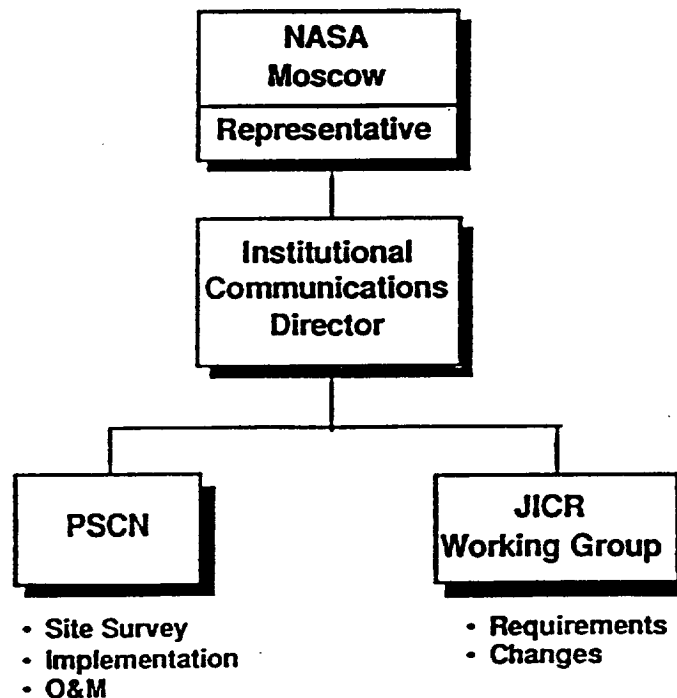 NASA
Moscow
Representative
Institutional
Communications
Director
PSCN
JICR
Working Group
• Site Survey
• Implementation
• O&M
• Requirements
• Changes